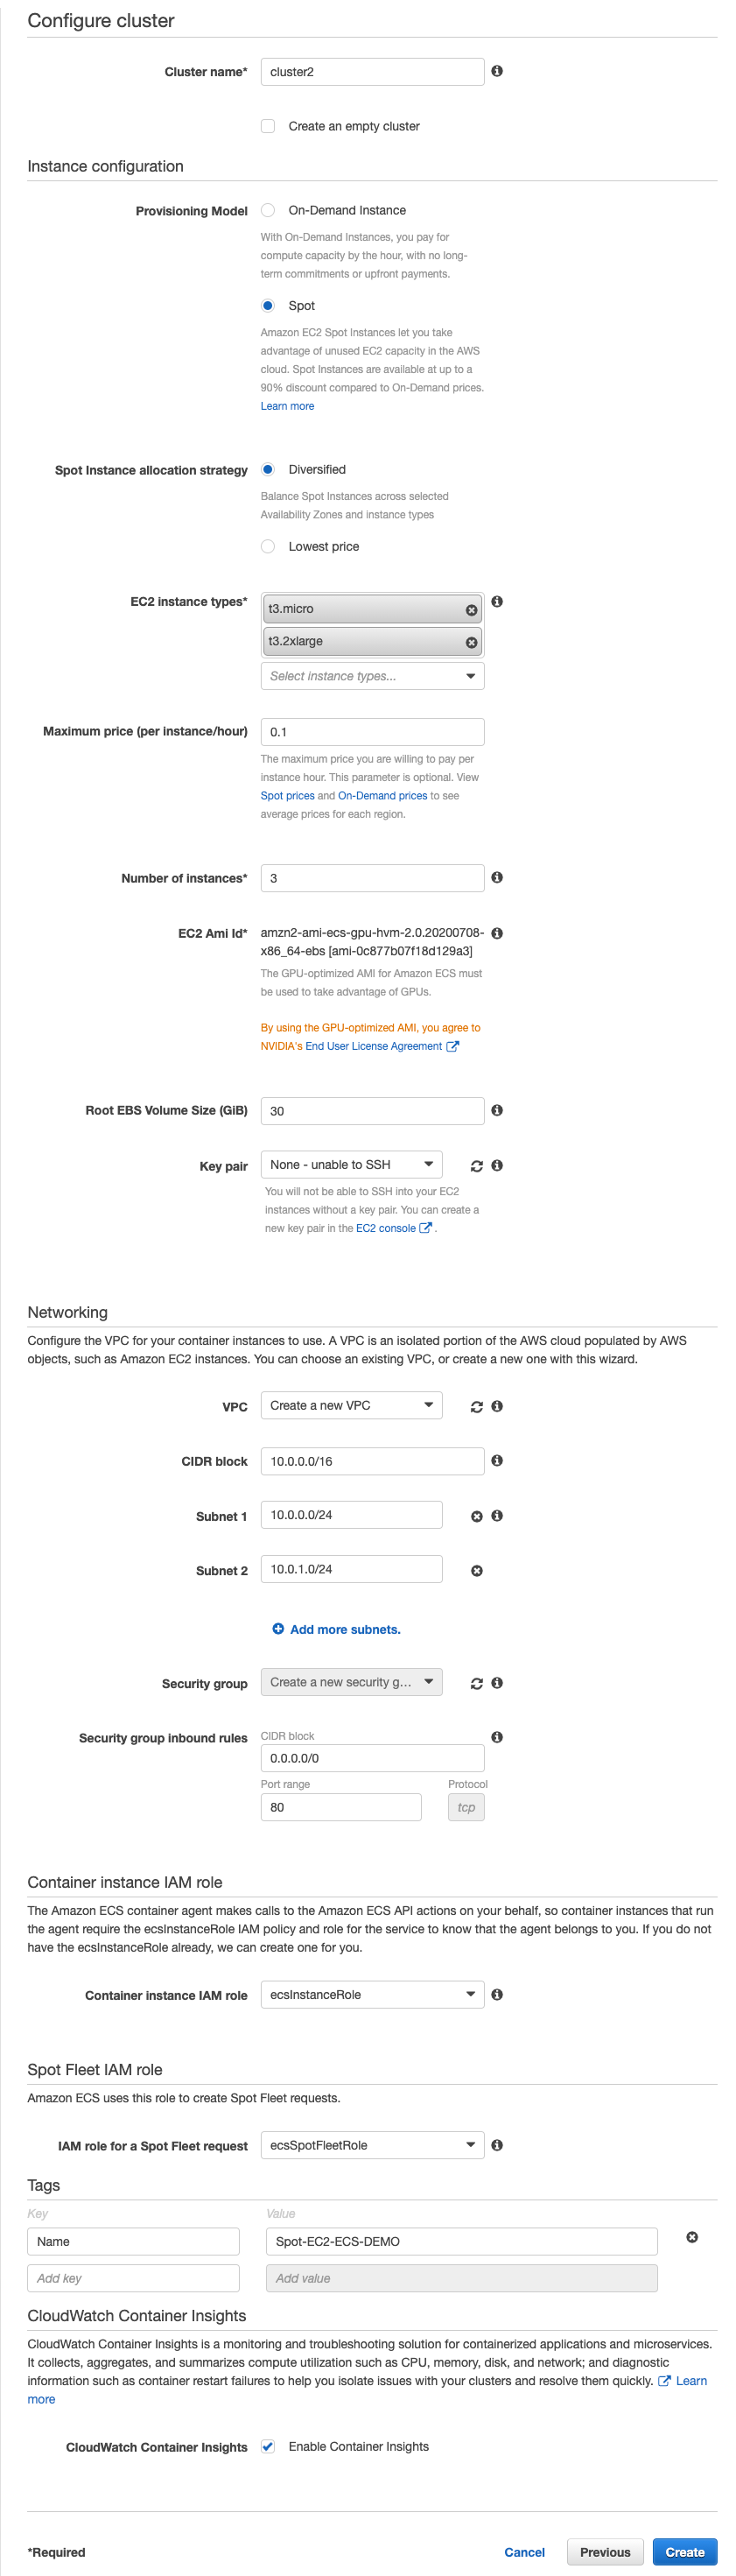 Configure cluster
Cluster name*
cluster2
Create an empty cluster
Instance configuration
Provisioning Model
On-Demand Instance
With On-Demand Instances, you pay for
compute capacity by the hour, with no long-
term commitments or upfront payments.
Spot
Amazon EC2 Spot Instances let you take
advantage of unused EC2 capacity in the AWS
cloud. Spot Instances are available at up to a
90% discount compared to On-Demand prices.
Learn more
Spot Instance allocation strategy
Diversified
Balance Spot Instances across selected
Availability Zones and instance types
Lowest price
EC2 instance types*
t3.micro
t3.2xlarge
Select instance types...
Maximum price (per instance/hour)
0.1
The maximum price you are willing to pay per
instance hour. This parameter is optional. View
Spot prices and On-Demand prices to see
average prices for each region.
Number of instances*
3
EC2 Ami Id*
amzn2-ami-ecs-gpu-hvm-2.0.20200708-
x86_64-ebs [ami-0c877b07f18d129a3]
The GPU-optimized AMI for Amazon ECS must
be used to take advantage of GPUs.
By using the GPU-optimized AMI, you agree to
NVIDIA's End User License Agreement
Root EBS Volume Size (GiB)
30
Key pair
None - unable to SSH
You will not be able to SSH into your EC2
instances without a key pair. You can create a
new key pair in the EC2 console .
Networking
Configure the VPC for your container instances to use. A VPC is an isolated portion of the AWS cloud populated by AWS
objects, such as Amazon EC2 instances. You can choose an existing VPC, or create a new one with this wizard.
VPC
Create a new VPC
CIDR block
10.0.0.0/16
Subnet 1
10.0.0.0/24
Subnet 2
10.0.1.0/24
Add more subnets.
Security group
Create a new security g...
Security group inbound rules
CIDR block
0.0.0.0/0
Port range
Protocol
80
tcp
Container instance IAM role
The Amazon ECS container agent makes calls to the Amazon ECS API actions on your behalf, so container instances that run
the agent require the ecsInstanceRole IAM policy and role for the service to know that the agent belongs to you. If you do not
have the ecsInstanceRole already, we can create one for you.
Container instance IAM role
ecsInstanceRole
Spot Fleet IAM role
Amazon ECS uses this role to create Spot Fleet requests.
IAM role for a Spot Fleet request
ecsSpotFleetRole
Tags
Key
Value
Name
Spot-EC2-ECS-DEMO
Add key
Add value
CloudWatch Container Insights
CloudWatch Container Insights is a monitoring and troubleshooting solution for containerized applications and microservices.
It collects, aggregates, and summarizes compute utilization such as CPU, memory, disk, and network; and diagnostic
information such as container restart failures to help you isolate issues with your clusters and resolve them quickly. Learn
more
CloudWatch Container Insights
Enable Container Insights
*Required
Cancel
Previous
Create